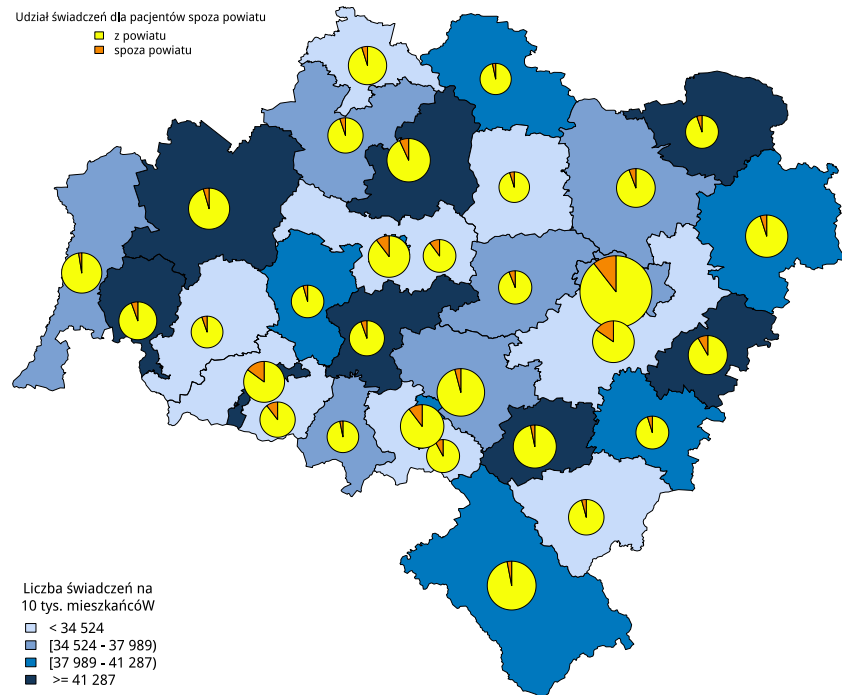 Udział świadczeń dla pacjentów spoza powiatu
z powiatu
spoza powiatu
Liczba świadczeń na
10 tys. mieszkańcóW
< 34 524
[34 524 - 37 989)
[37 989 - 41 287)
>= 41 287